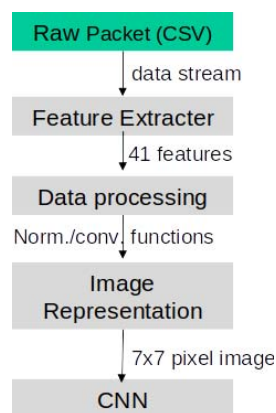 Raw Packet (CSV)
data stream
Feature Extracter
41 features
Data processing
Norm./conv. functions
Image
Representation
7x7 pixel image
CNN